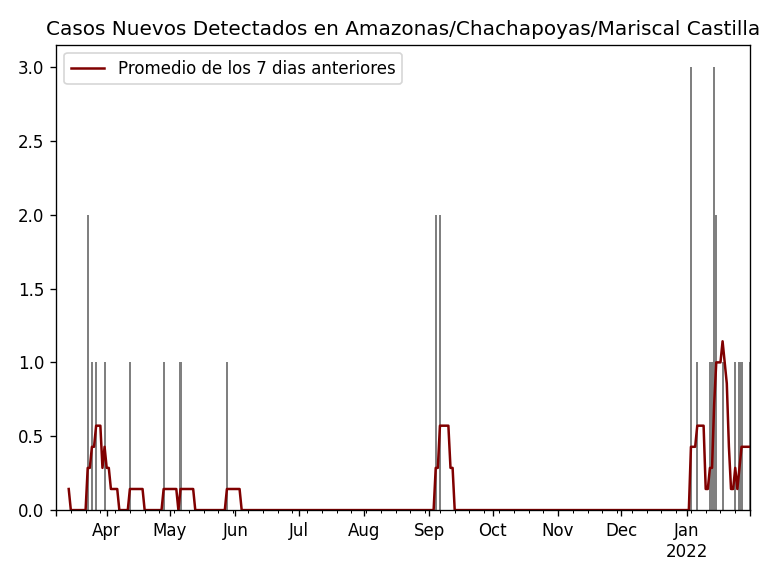 Casos Nuevos Detectados en Amazonas/Chachapoyas/Mariscal Castilla
Promedio de los 7 dias anteriores
3.0
2.5
2.0
1.5
1.0
0.5
0.0
Apr May Jun Jul Aug Sep Oct Nov Dec Jan
2022